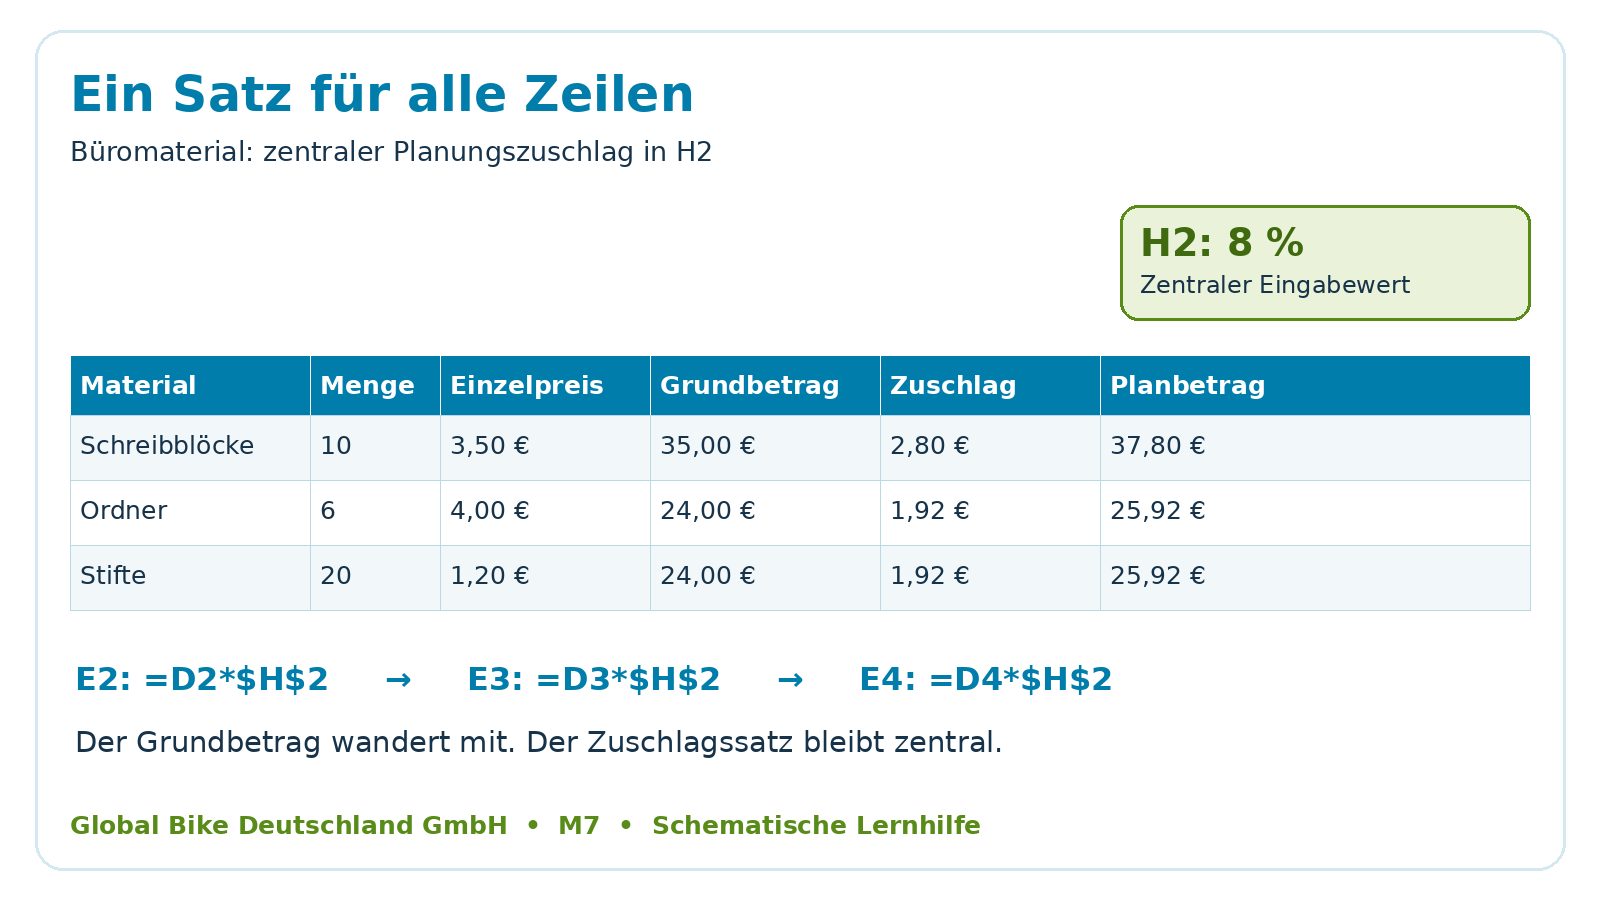 Ein Satz für alle Zeilen
Büromaterial: zentraler Planungszuschlag in H2
H2: 8 %
Zentraler Eingabewert
Material Menge Einzelpreis Grundbetrag Zuschlag Planbetrag
Schreibblöcke 10 3,50 € 35,00 € 2,80 € 37,80 €
Ordner 6 4,00 € 24,00 € 1,92 € 25,92 €
Stifte 20 1,20 € 24,00 € 1,92 € 25,92 €
E2: =D2*$H$2 → E3: =D3*$H$2 → E4: =D4*$H$2
Der Grundbetrag wandert mit. Der Zuschlagssatz bleibt zentral.
Global Bike Deutschland GmbH • M7 • Schematische Lernhilfe